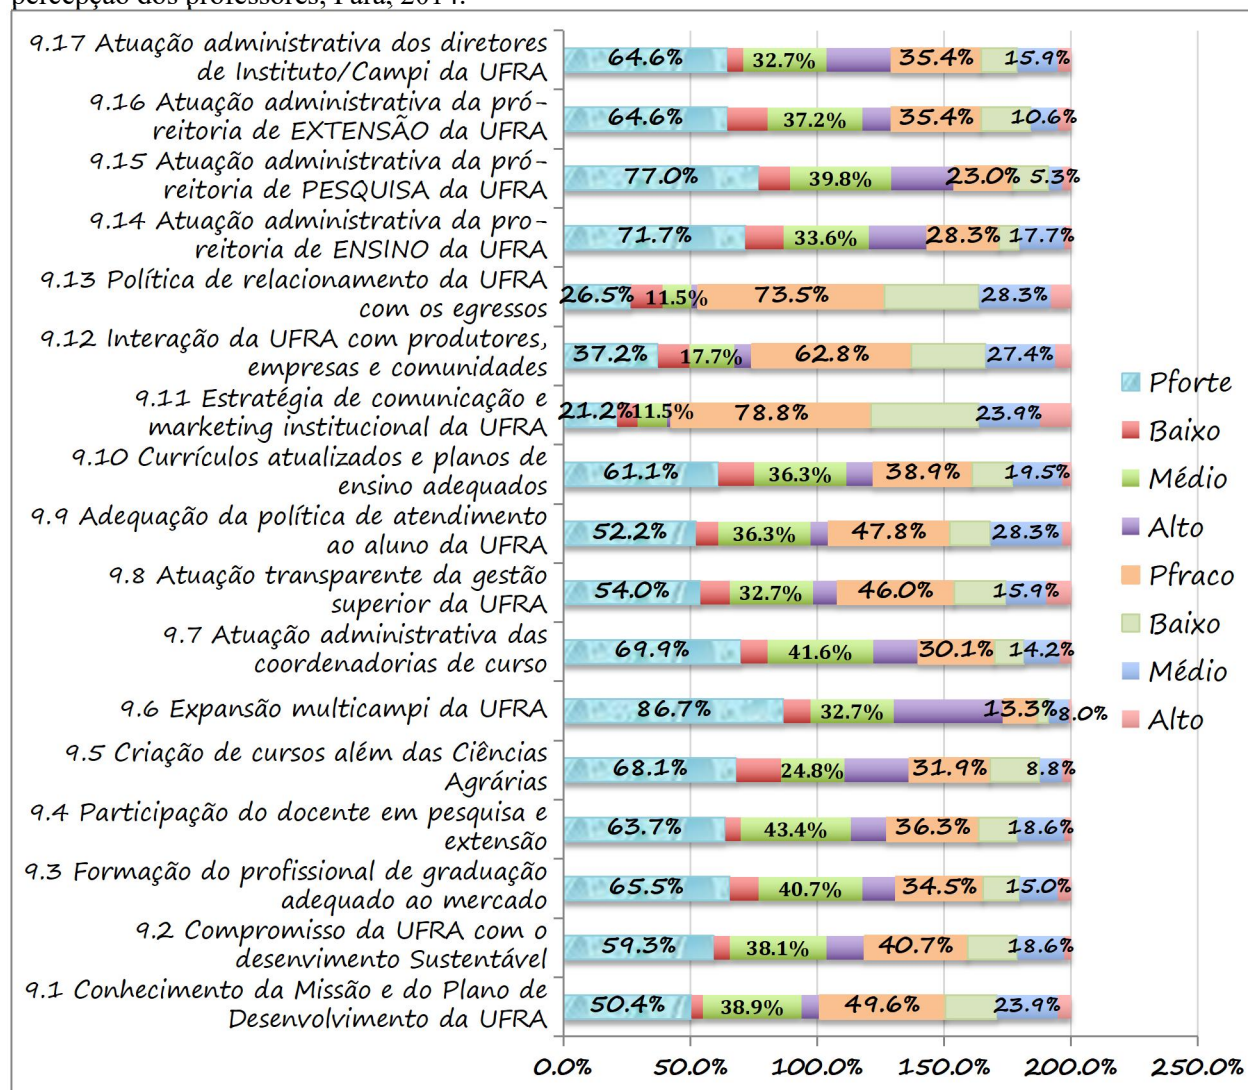 percepção dos professores, Pará, 2014.
9.17 Atuação administrativa dos diretores
de Instituto/Campi da UFRA
64.6% 32.7% 35.4% 15.9%
9.16 Atuação administrativa da pró-
reitoria de EXTENSÃO da UFRA
64.6% 37.2% 35.4% 10.6%
9.15 Atuação administrativa da pró-
reitoria de PESQUISA da UFRA
77.0% 39.8% 23.0% 5.3%
9.14 Atuação administrativa da pro-
reitoria de ENSINO da UFRA
71.7% 33.6% 28.3% 17.7%
9.13 Política de relacionamento da UFRA
com os egressos
26.5% 11.5% 73.5% 28.3%
9.12 Interação da UFRA com produtores,
empresas e comunidades
37.2% 17.7% 62.8% 27.4%
9.11 Estratégia de comunicação e
marketing institucional da UFRA
21.2% 11.5% 78.8% 23.9%
9.10 Currículos atualizados e planos de
ensino adequados
61.1% 36.3% 38.9% 19.5%
9.9 Adequação da política de atendimento
ao aluno da UFRA
52.2% 36.3% 47.8% 28.3%
9.8 Atuação transparente da gestão
superior da UFRA
54.0% 32.7% 46.0% 15.9%
9.7 Atuação administrativa das
coordenadorias de curso
69.9% 41.6% 30.1% 14.2%
9.6 Expansão multicampi da UFRA
86.7% 32.7% 13.3% 8.0%
9.5 Criação de cursos além das Ciências
Agrárias
68.1% 24.8% 31.9% 8.8%
9.4 Participação do docente em pesquisa e
extensão
63.7% 43.4% 36.3% 18.6%
9.3 Formação do profissional de graduação
adequado ao mercado
65.5% 40.7% 34.5% 15.0%
9.2 Compromisso da UFRA com o
desenvimento Sustentável
59.3% 38.1% 40.7% 18.6%
9.1 Conhecimento da Missão e do Plano de
Desenvolvimento da UFRA
50.4% 38.9% 49.6% 23.9%
0.0% 50.0% 100.0% 150.0% 200.0% 250.0%
Pforte
Baixo
Médio
Alto
Pfraco
Baixo
Médio
Alto